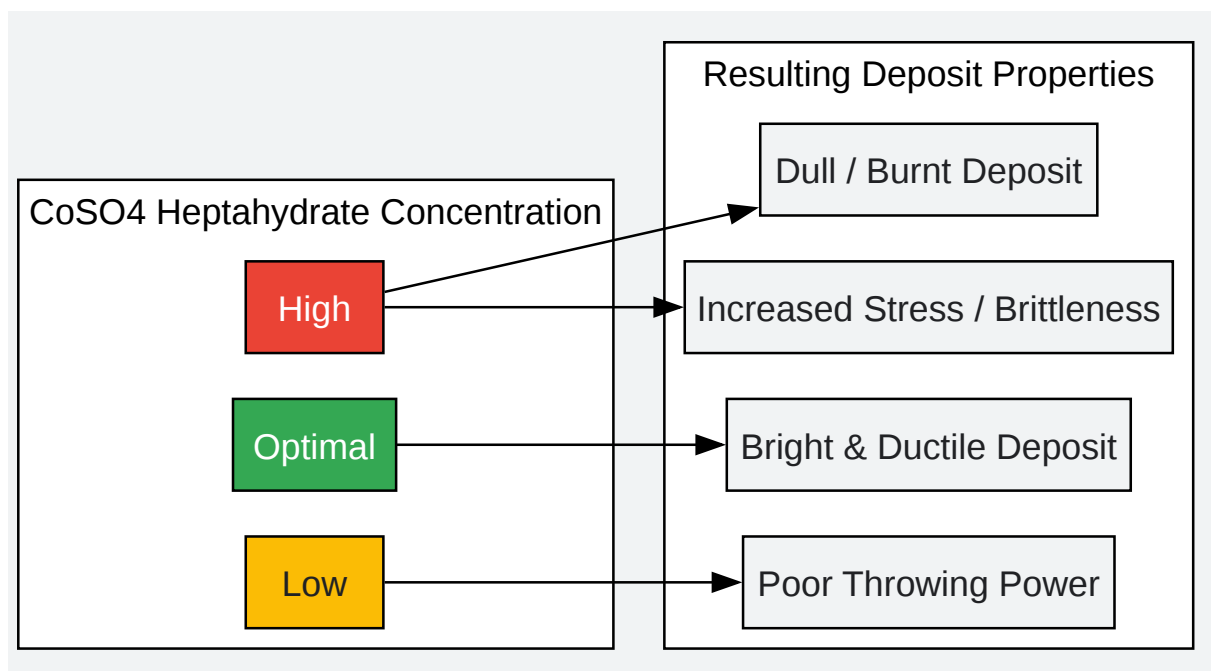 CoSO4 Heptahydrate Concentration
High
Optimal
Low
Resulting Deposit Properties
Dull / Burnt Deposit
Increased Stress / Brittleness
Bright & Ductile Deposit
Poor Throwing Power